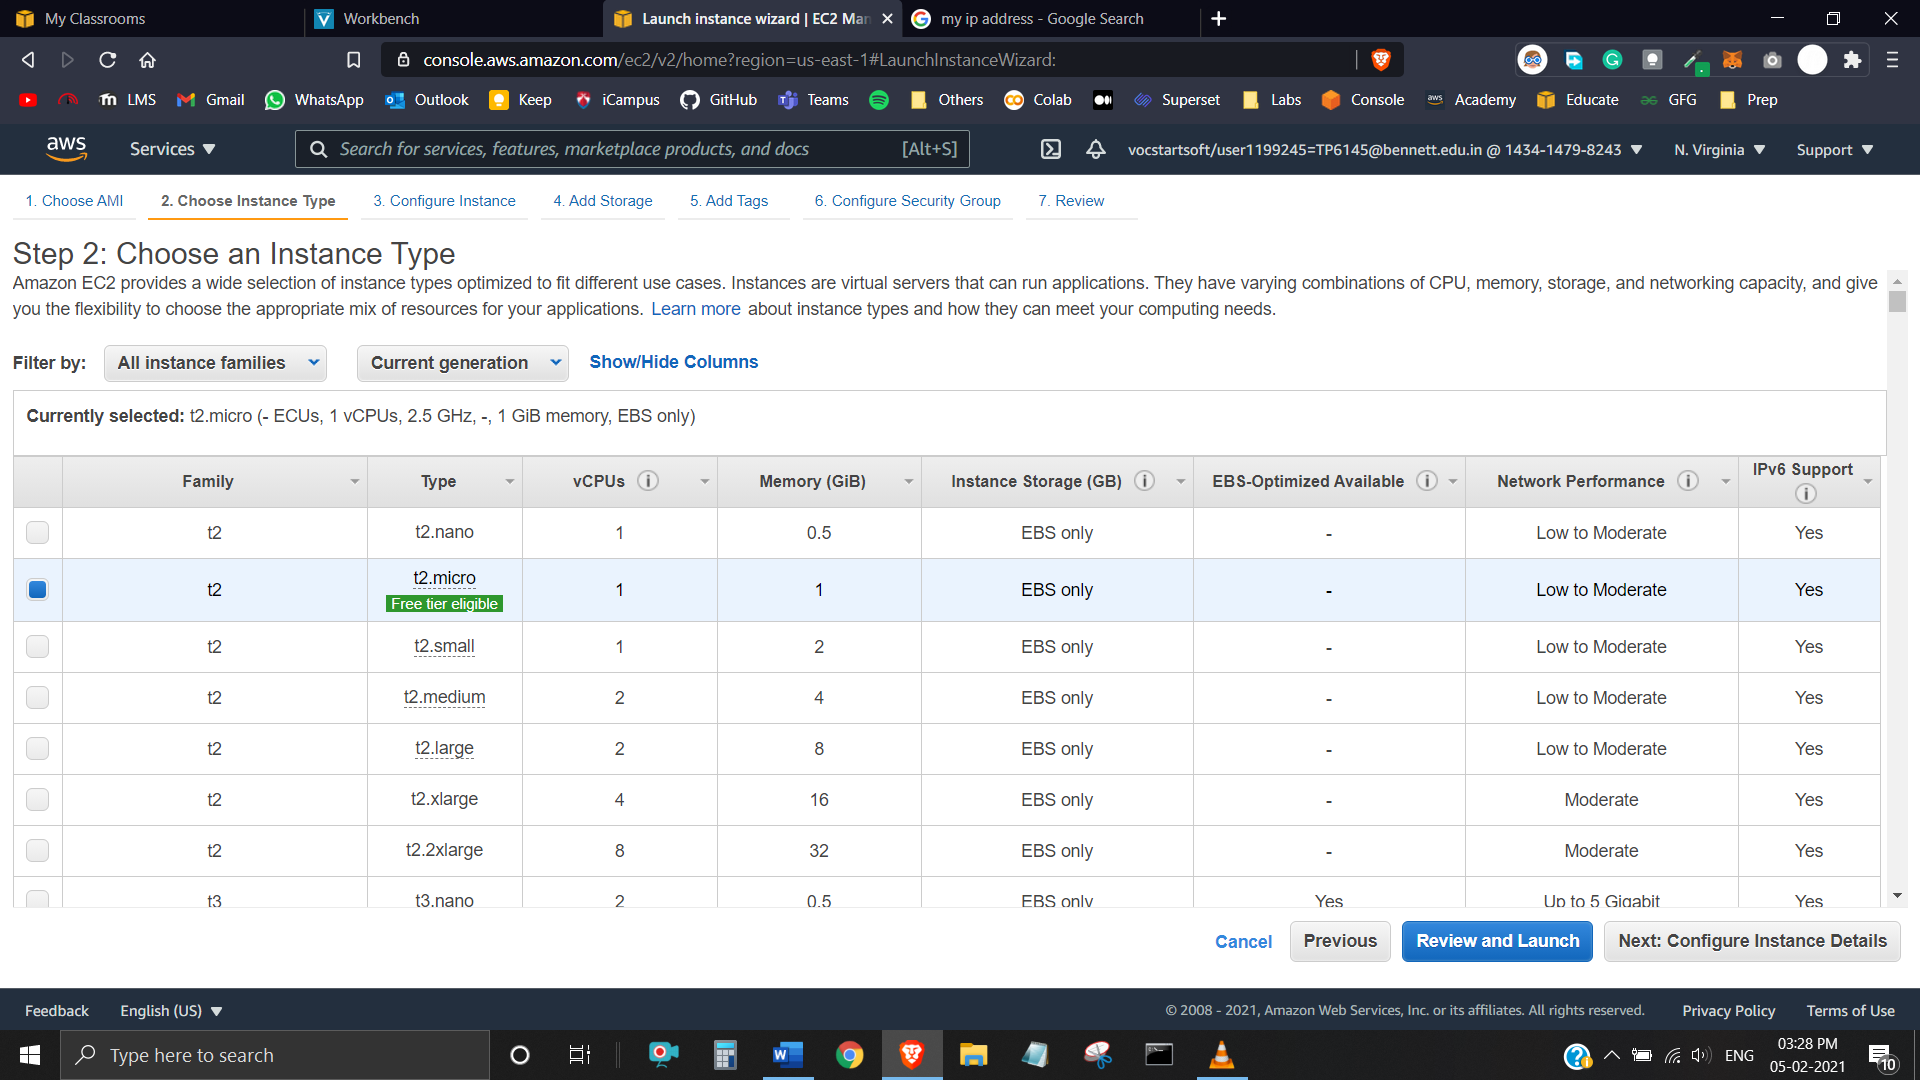 My Classrooms
Workbench
Launch instance wizard | EC2 Man
my ip address - Google Search
console.aws.amazon.com/ec2/v2/home?region=us-east-1#LaunchInstanceWizard:
LMS Gmail WhatsApp Outlook Keep iCampus GitHub Teams Others Colab Superset Labs Console aws Academy Educate GFG Prep
aws Services Search for services, features, marketplace products, and docs [Alt+S] vocstartsoft/user1199245=TP6145@bennett.edu.in @ 1434-1479-8243 N. Virginia Support
1. Choose AMI 2. Choose Instance Type 3. Configure Instance 4. Add Storage 5. Add Tags 6. Configure Security Group 7. Review
Step 2: Choose an Instance Type
Amazon EC2 provides a wide selection of instance types optimized to fit different use cases. Instances are virtual servers that can run applications. They have varying combinations of CPU, memory, storage, and networking capacity, and give
you the flexibility to choose the appropriate mix of resources for your applications. Learn more about instance types and how they can meet your computing needs.
Filter by: All instance families Current generation Show/Hide Columns
Currently selected: t2.micro (- ECUs, 1 vCPUs, 2.5 GHz, -, 1 GiB memory, EBS only)
Family Type vCPUs Memory (GiB) Instance Storage (GB) EBS-Optimized Available Network Performance IPv6 Support
t2 t2.nano 1 0.5 EBS only - Low to Moderate Yes
t2 t2.micro 1 1 EBS only - Low to Moderate Yes
Free tier eligible
t2 t2.small 1 2 EBS only - Low to Moderate Yes
t2 t2.medium 2 4 EBS only - Low to Moderate Yes
t2 t2.large 2 8 EBS only - Low to Moderate Yes
t2 t2.xlarge 4 16 EBS only - Moderate Yes
t2 t2.2xlarge 8 32 EBS only - Moderate Yes
t3 t3.nano 2 0.5 EBS only Yes Up to 5 Gigabit Yes
Cancel Previous Review and Launch Next: Configure Instance Details
Feedback English (US) © 2008 - 2021, Amazon Web Services, Inc. or its affiliates. All rights reserved. Privacy Policy Terms of Use
Type here to search
ENG
03:28 PM
05-02-2021
10